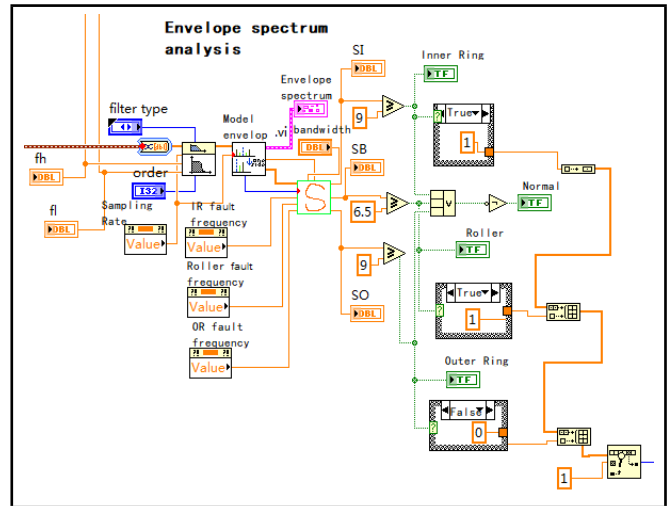 Envelope spectrum
analysis
SI
DBL
Inner Ring
TF
Envelope
spectrum
filter type
Model
envelop .vi
bandwidth
DBL
9
True
1
fh
DBL
order
I32
SB
DBL
Normal
TF
fl
DBL
Sampling
Rate
Value
IR fault
frequency
Value
6.5
Roller
TF
Roller fault
frequency
Value
9
True
1
SO
DBL
OR fault
frequency
Value
Outer Ring
TF
False
0
1